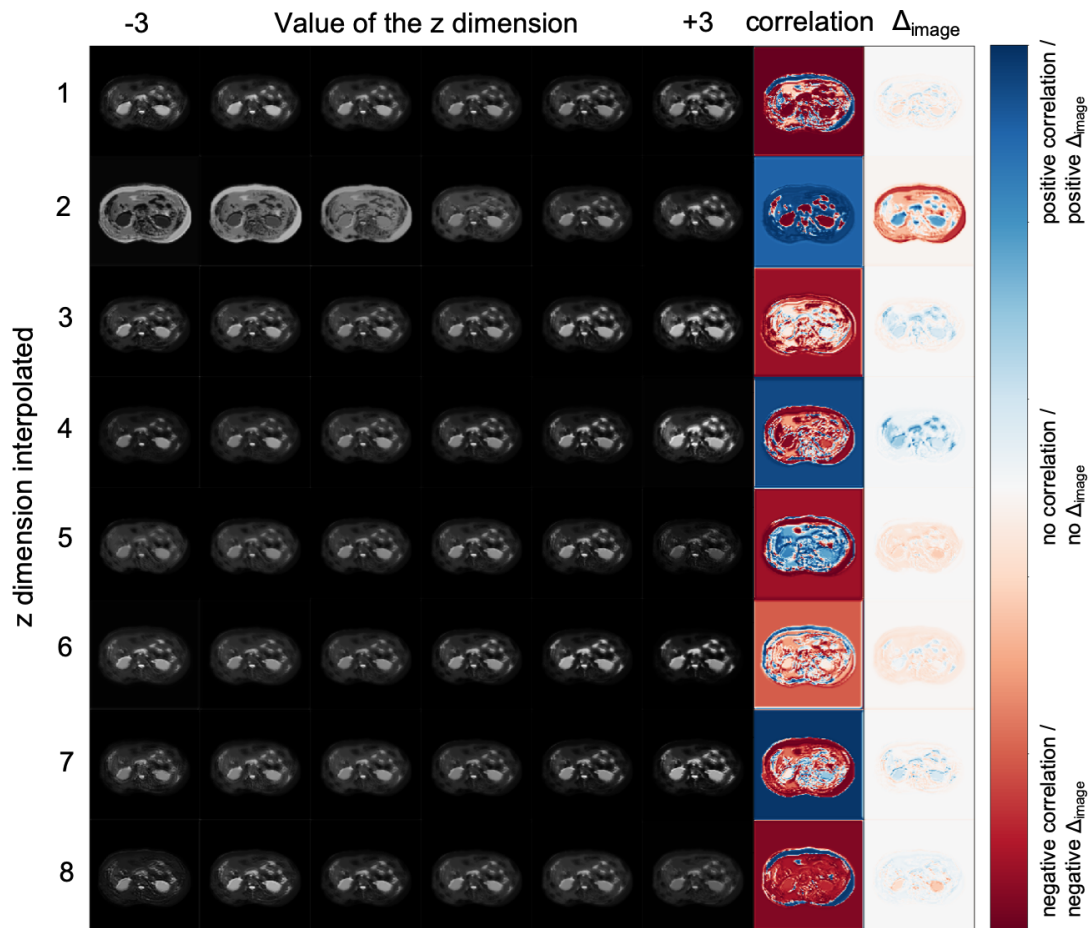 -3 Value of the z dimension +3 correlation Δimage
1
2
3
4
5
6
7
8
z dimension interpolated
positive correlation /
positive Δimage
no correlation /
no Δimage
negative correlation /
negative Δimage